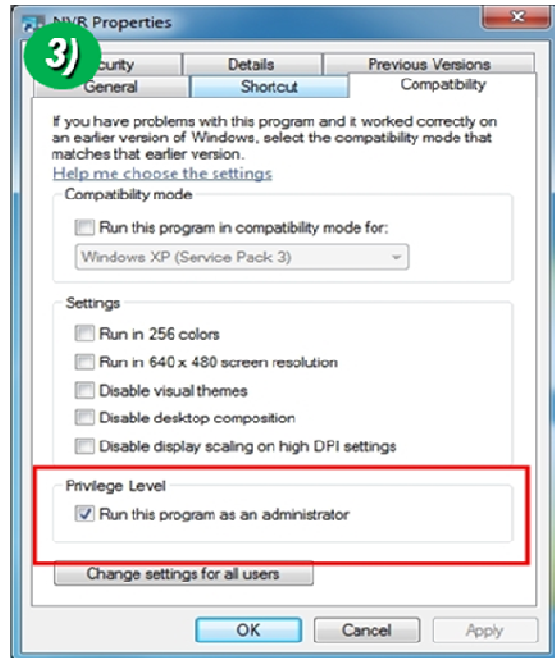 NVR Properties
3)
curity Details Previous Versions
General Shortcut Compatibility
If you have problems with this program and it worked correctly on
an earlier version of Windows, select the compatibility mode that
matches that earlier version.
Help me choose the settings
Compatibility mode
Run this program in compatibility mode for:
Windows XP (Service Pack 3)
Settings
Run in 256 colors
Run in 640 x 480 screen resolution
Disable visual themes
Disable desktop composition
Disable display scaling on high DPI settings
Privilege Level
Run this program as an administrator
Change settings for all users
OK Cancel Apply